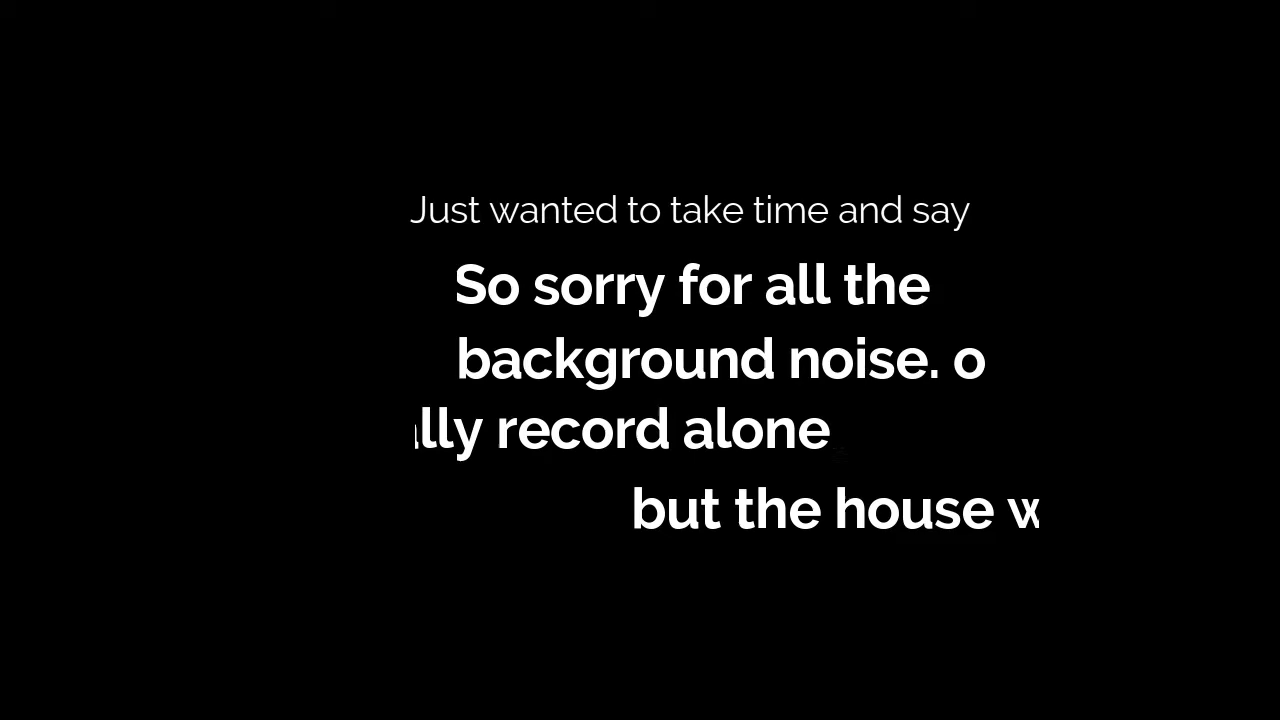 Just wanted to take time and say
So sorry for all the
background noise. o
lly record alone
but the house w